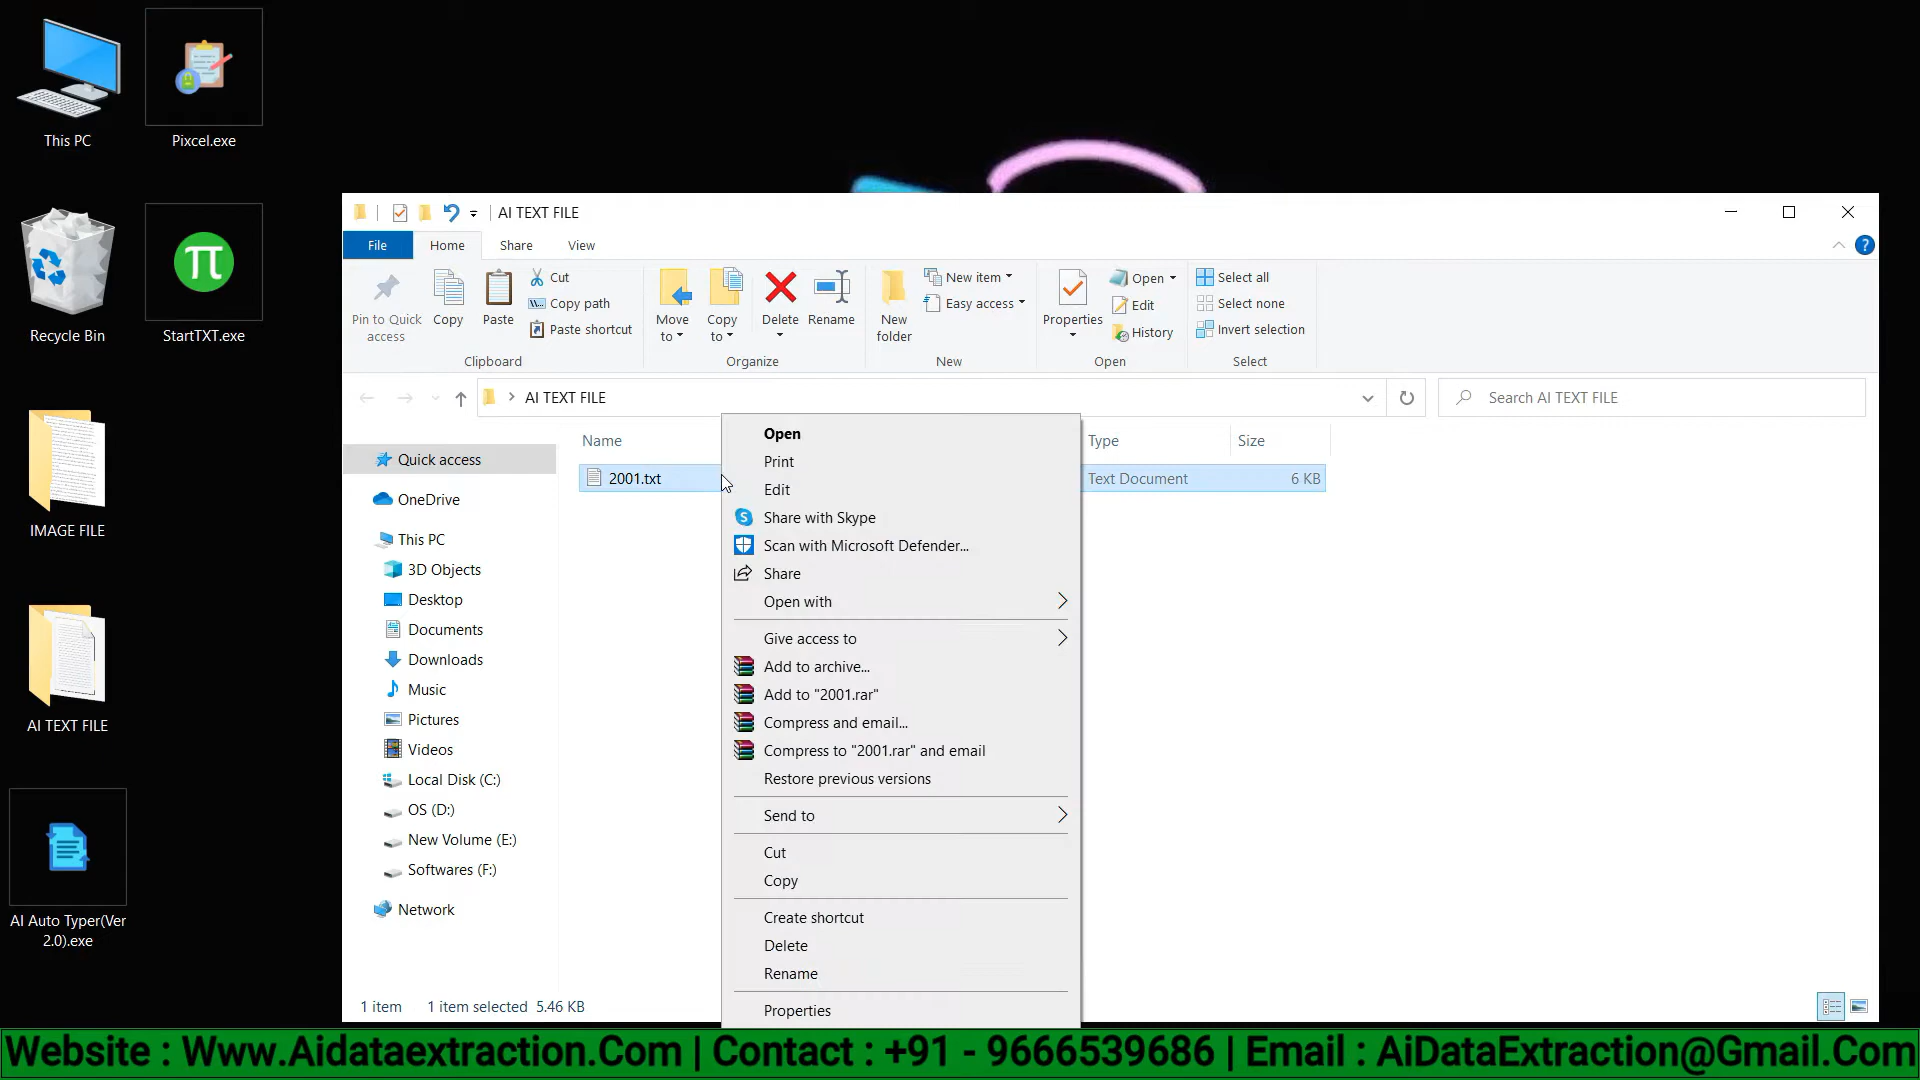 This PC
Pixcel.exe
Recycle Bin
StartTXT.exe
IMAGE FILE
AI TEXT FILE
AI Auto Typer(Ver
2.0).exe
AI TEXT FILE
File
Home
Share
View
Pin to Quick
access
Copy
Paste
Cut
Copy path
Paste shortcut
Clipboard
Move
to
Copy
to
Delete
Rename
Organize
New
folder
New item
Easy access
New
Properties
Open
Edit
History
Open
Select all
Select none
Invert selection
Select
AI TEXT FILE
Search AI TEXT FILE
Quick access
OneDrive
This PC
3D Objects
Desktop
Documents
Downloads
Music
Pictures
Videos
Local Disk (C:)
OS (D:)
New Volume (E:)
Softwares (F:)
Network
Name
Type
Size
2001.txt
Text Document
6 KB
Open
Print
Edit
Share with Skype
Scan with Microsoft Defender...
Share
Open with
Give access to
Add to archive...
Add to "2001.rar"
Compress and email...
Compress to "2001.rar" and email
Restore previous versions
Send to
Cut
Copy
Create shortcut
Delete
Rename
Properties
1 item
1 item selected 5.46 KB
Website : Www.Aidataextraction.Com | Contact : +91 - 9666539686 | Email : AiDataExtraction@Gmail.Com